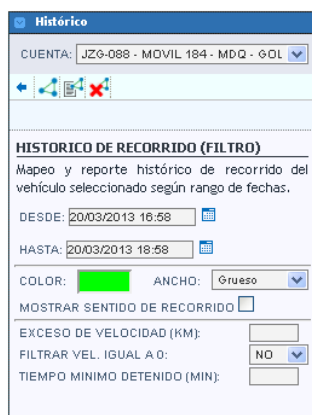 Histórico
CUENTA: JZG-088 - MOVIL 184 - MDQ - GOL
HISTORICO DE RECORRIDO (FILTRO)
Mapeo y reporte histórico de recorrido del
vehículo seleccionado según rango de fechas.
DESDE: 20/03/2013 16:58
HASTA: 20/03/2013 18:58
COLOR: ANCHO: Grueso
MOSTRAR SENTIDO DE RECORRIDO
EXCESO DE VELOCIDAD (KM):
FILTRAR VEL. IGUAL A 0: NO
TIEMPO MINIMO DETENIDO (MIN):